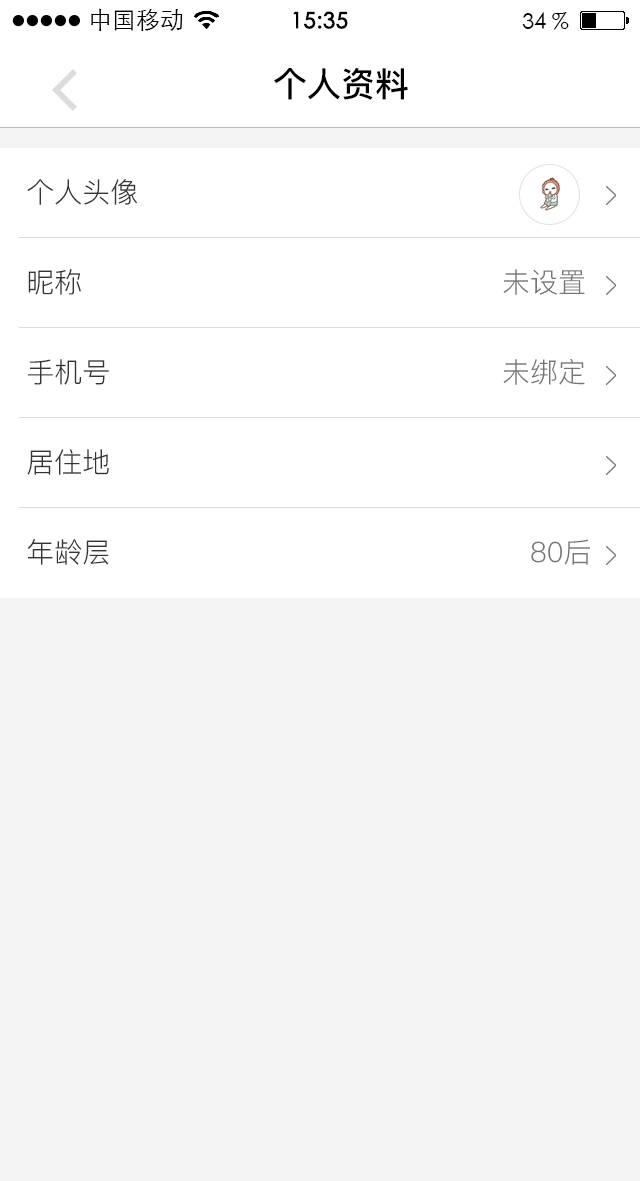 中国移动 15:35 34%
个人资料
个人头像
昵称 未设置
手机号 未绑定
居住地
年龄层 80后